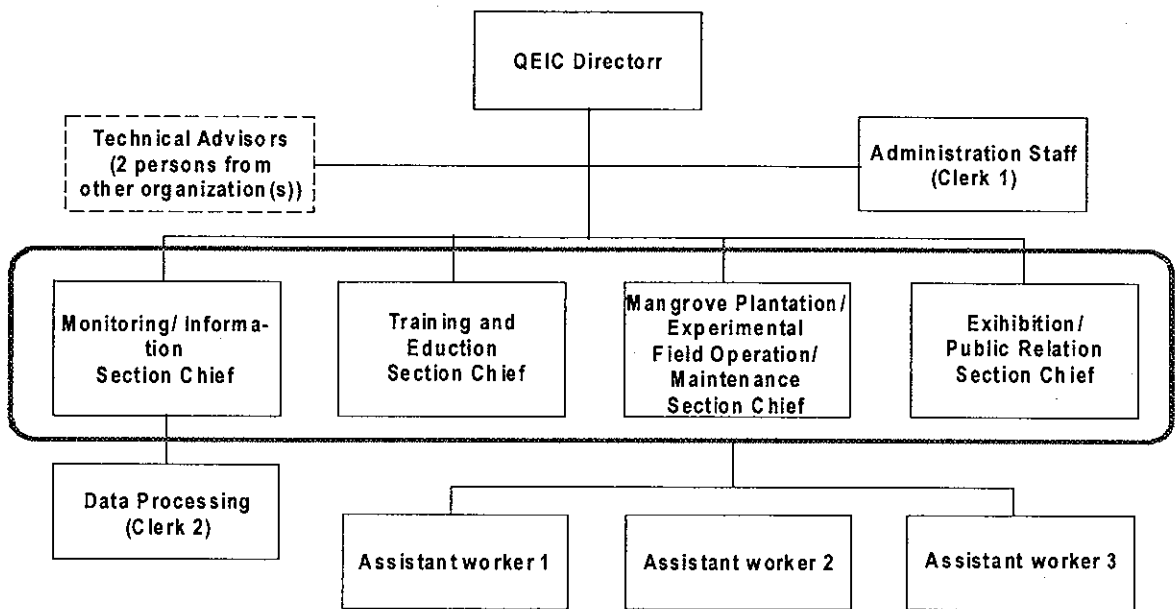 QEIC Directorr
Technical Advisors
(2 persons from
other organization(s))
Administration Staff
(Clerk 1)
Monitoring/ Informa-
tion
Section Chief
Training and
Eduction
Section Chief
Mangrove Plantation/
Experimental
Field Operation/
Maintenance
Section Chief
Exihibition/
Public Relation
Section Chief
Data Processing
(Clerk 2)
Assistant worker 1
Assistant worker 2
Assistant worker 3